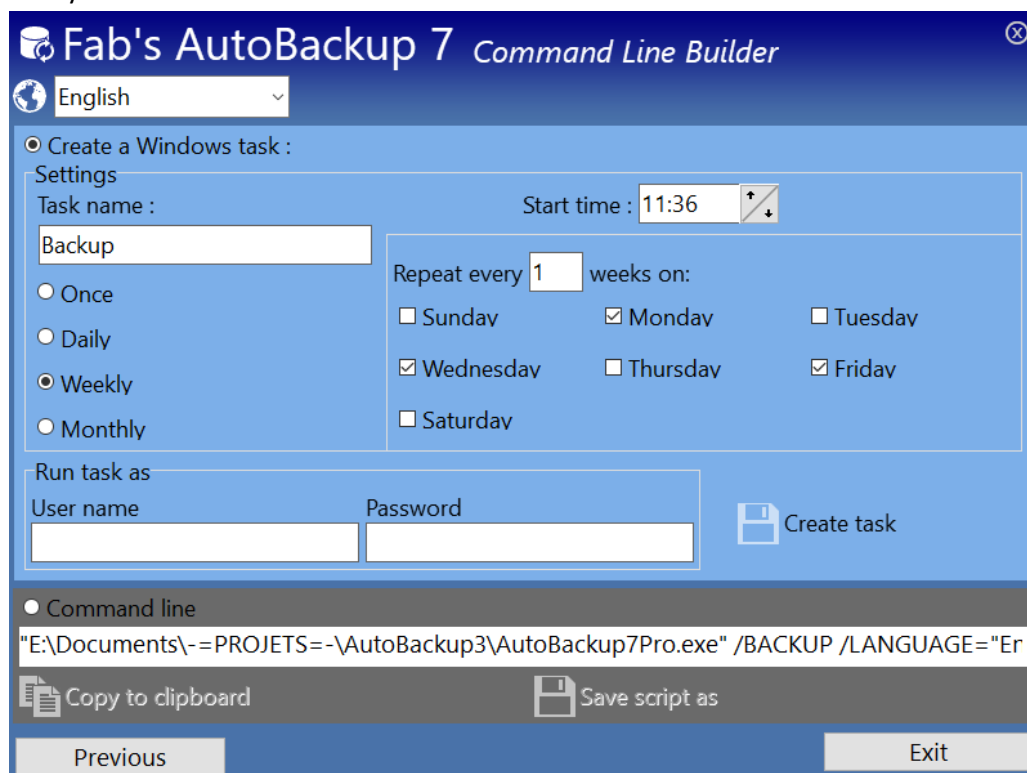 Fab's AutoBackup 7 Command Line Builder
English
Create a Windows task :
Settings
Task name :
Start time : 11:36
Backup
Repeat every 1 weeks on:
Once
Sunday Monday Tuesday
Daily
Wednesday Thursday Friday
Weekly
Saturday
Monthly
Run task as
User name Password
Create task
Command line
"E:\Documents\-=PROJETS=-\AutoBackup3\AutoBackup7Pro.exe" /BACKUP /LANGUAGE="En
Copy to clipboard Save script as
Previous Exit